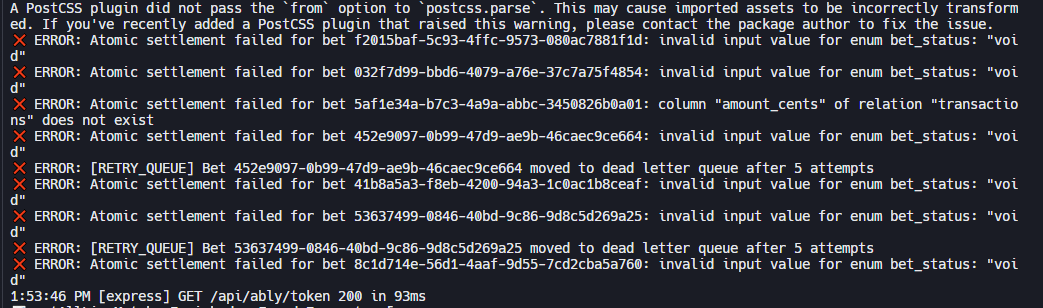 A PostCSS plugin did not pass the `from` option to `postcss.parse`. This may cause imported assets to be incorrectly transform
ed. If you've recently added a PostCSS plugin that raised this warning, please contact the package author to fix the issue.
❌ ERROR: Atomic settlement failed for bet f2015baf-5c93-4ffc-9573-080ac7881f1d: invalid input value for enum bet_status: "voi
d"
❌ ERROR: Atomic settlement failed for bet 032f7d99-bbd6-4079-a76e-37c7a75f4854: invalid input value for enum bet_status: "voi
d"
❌ ERROR: Atomic settlement failed for bet 5af1e34a-b7c3-4a9a-abbc-3450826b0a01: column "amount_cents" of relation "transactio
ns" does not exist
❌ ERROR: Atomic settlement failed for bet 452e9097-0b99-47d9-ae9b-46caec9ce664: invalid input value for enum bet_status: "voi
d"
❌ ERROR: [RETRY_QUEUE] Bet 452e9097-0b99-47d9-ae9b-46caec9ce664 moved to dead letter queue after 5 attempts
❌ ERROR: Atomic settlement failed for bet 41b8a5a3-f8eb-4200-94a3-1c0ac1b8ceaf: invalid input value for enum bet_status: "voi
d"
❌ ERROR: Atomic settlement failed for bet 53637499-0846-40bd-9c86-9d8c5d269a25: invalid input value for enum bet_status: "voi
d"
❌ ERROR: [RETRY_QUEUE] Bet 53637499-0846-40bd-9c86-9d8c5d269a25 moved to dead letter queue after 5 attempts
❌ ERROR: Atomic settlement failed for bet 8c1d714e-56d1-4aaf-9d55-7cd2cba5a760: invalid input value for enum bet_status: "voi
d"
1:53:46 PM [express] GET /api/ably/token 200 in 93ms